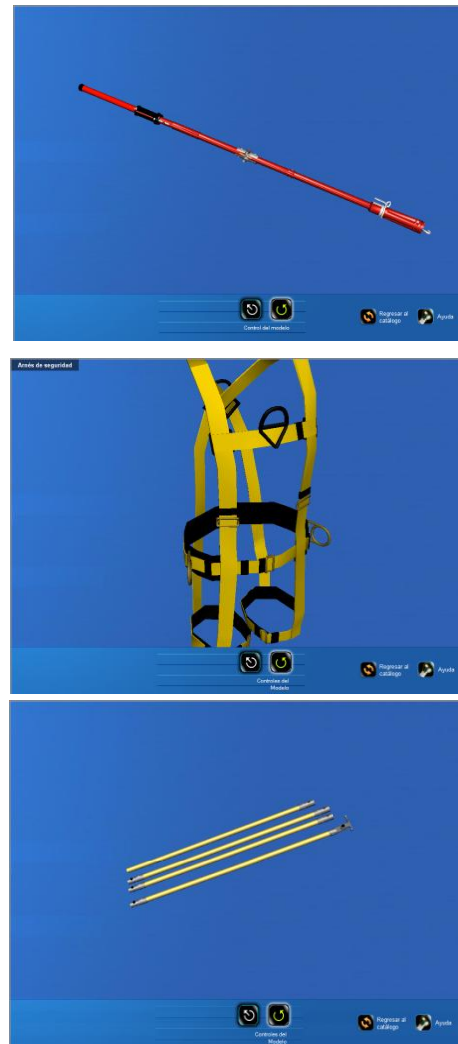 Control del modelo
Regresar al
catálogo
Ayuda
Arnés de seguridad
Controles del
Modelo
Regresar al
catálogo
Ayuda
Controles del
Modelo
Regresar al
catálogo
Ayuda